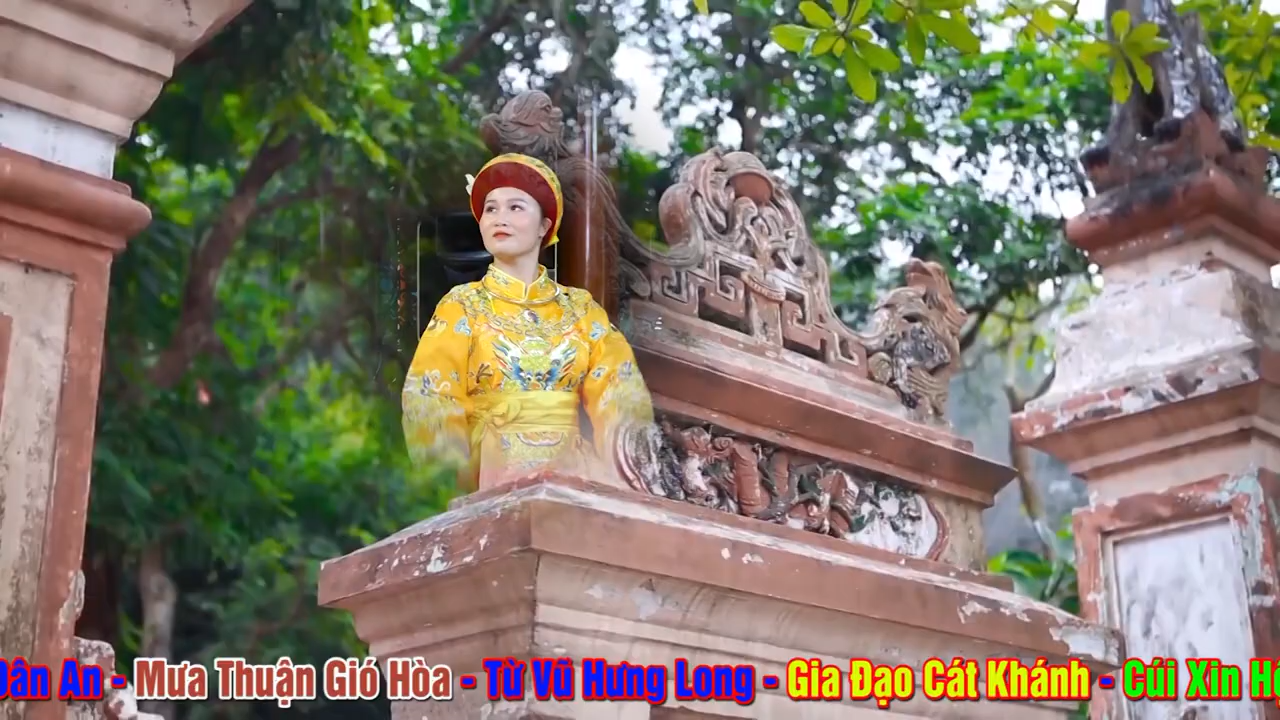 Dân An - Mưa Thuận Gió Hòa - Từ Vũ Hưng Long - Gia Đạo Cát Khánh - Cúi Xin